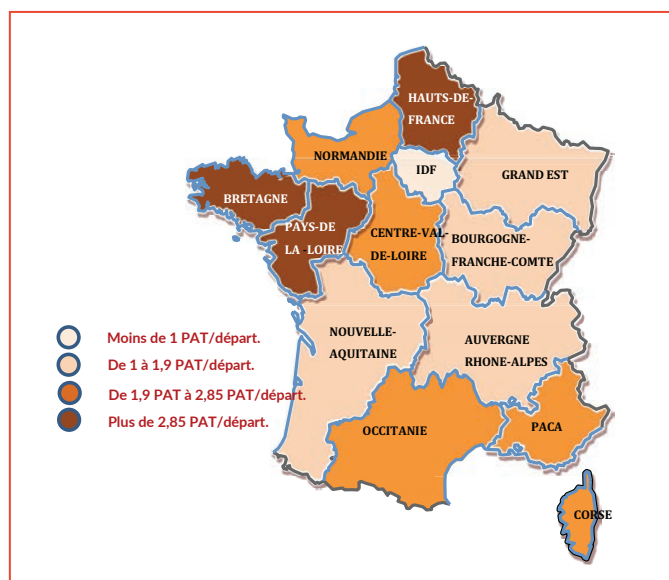 HAUTS-DE-
FRANCE
NORMANDIE
IDF
GRAND EST
BRETAGNE
PAYS-DE
LA -LOIRE
CENTRE-VAL-
DE-LOIRE
BOURGOGNE-
FRANCHE-COMTE
NOUVELLE-
AQUITAINE
AUVERGNE
RHONE-ALPES
Moins de 1 PAT/départ.
De 1 à 1,9 PAT/départ.
De 1,9 PAT à 2,85 PAT/départ.
Plus de 2,85 PAT/départ.
OCCITANIE
PACA
CORSE